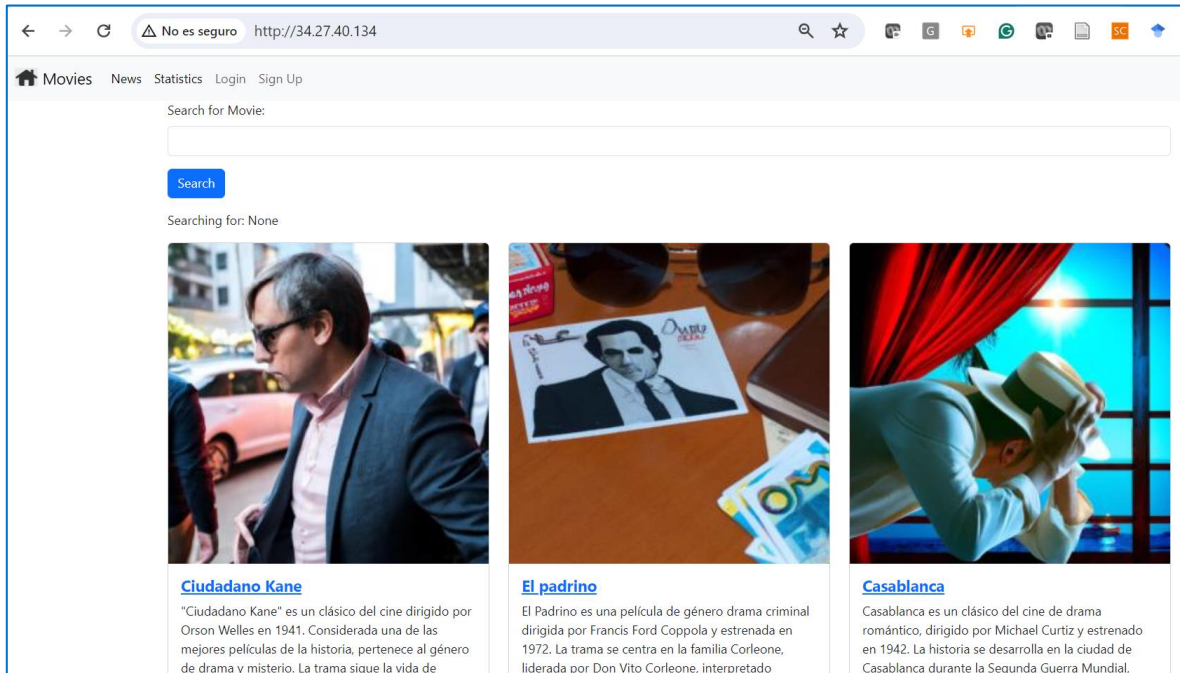 No es seguro http://34.27.40.134
G
SC
Movies News Statistics Login Sign Up
Search for Movie:
Search
Searching for: None
Ciudadano Kane
"Ciudadano Kane" es un clásico del cine dirigido por
Orson Welles en 1941. Considerada una de las
mejores películas de la historia, pertenece al género
de drama y misterio. La trama sigue la vida de
El padrino
El Padrino es una película de género drama criminal
dirigida por Francis Ford Coppola y estrenada en
1972. La trama se centra en la familia Corleone,
liderada por Don Vito Corleone, interpretado
Casablanca
Casablanca es un clásico del cine de drama
romántico, dirigido por Michael Curtiz y estrenado
en 1942. La historia se desarrolla en la ciudad de
Casablanca durante la Segunda Guerra Mundial.